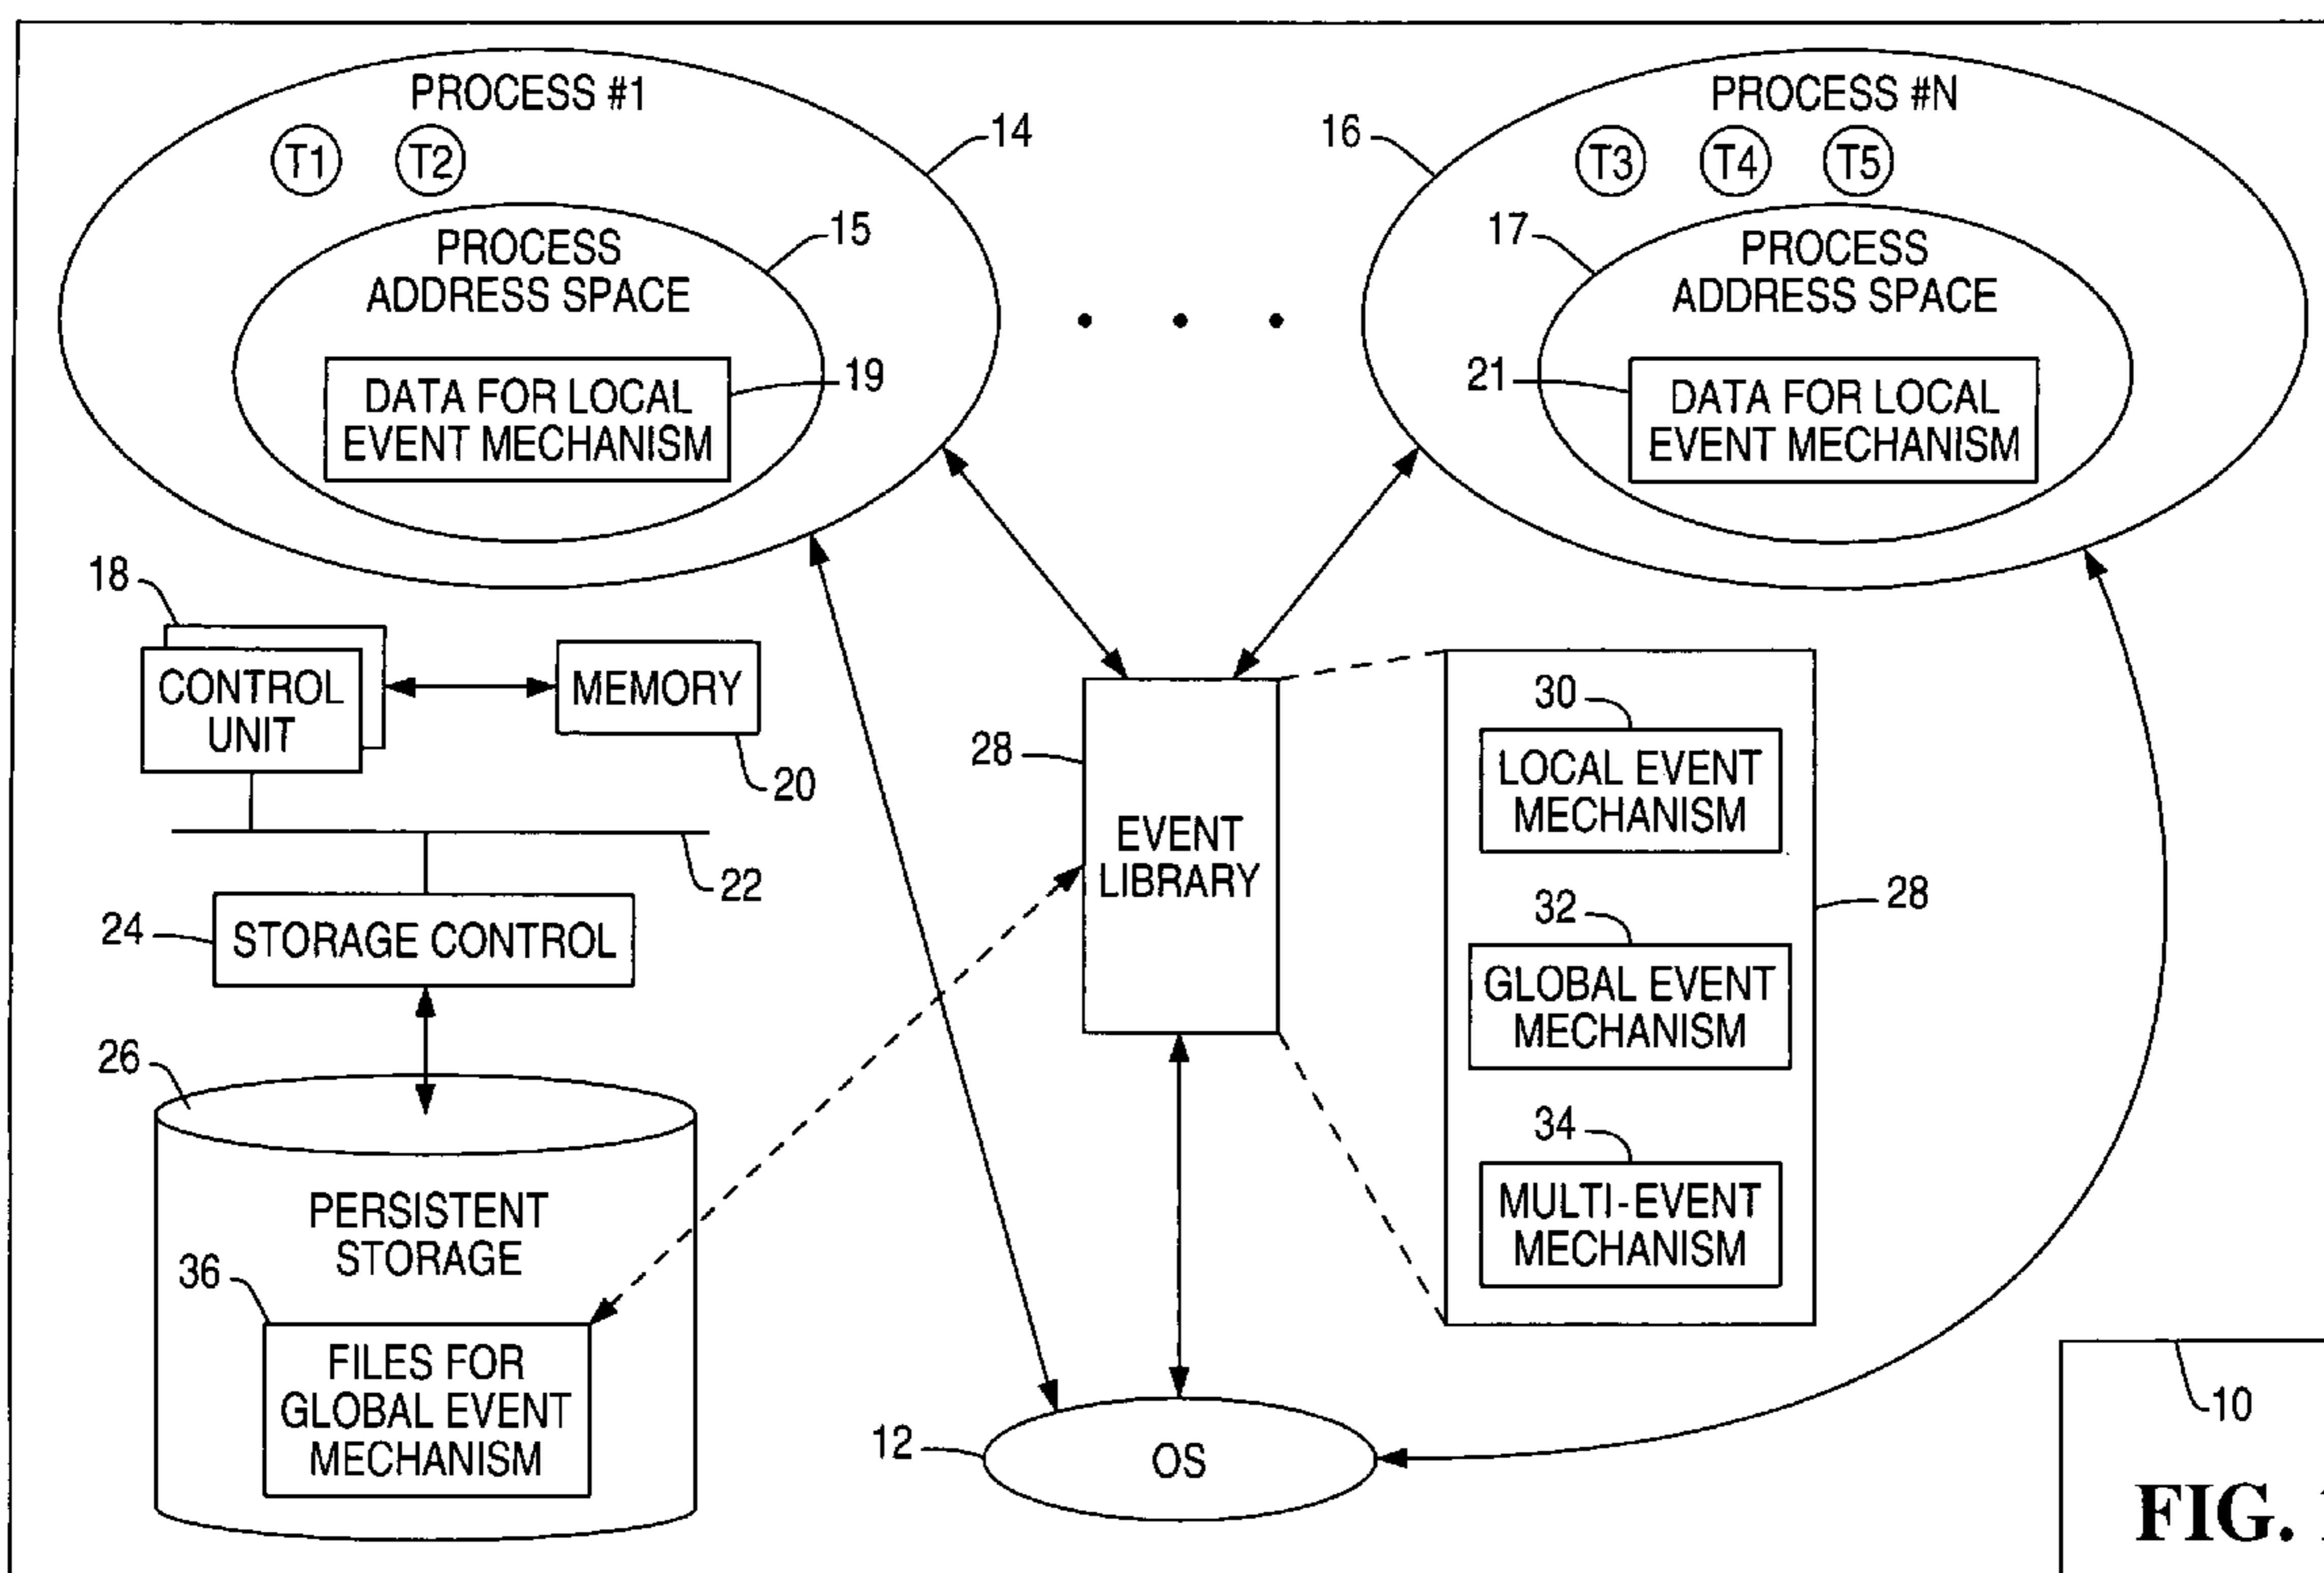 PROCESS #1
T1 T2
14
PROCESS
ADDRESS SPACE
15
DATA FOR LOCAL
EVENT MECHANISM
19
PROCESS #N
T3 T4 T5
16
PROCESS
ADDRESS SPACE
17
DATA FOR LOCAL
EVENT MECHANISM
21
18
CONTROL
UNIT
MEMORY
20
22
24
STORAGE CONTROL
26
PERSISTENT
STORAGE
36
FILES FOR
GLOBAL EVENT
MECHANISM
28
EVENT
LIBRARY
30
LOCAL EVENT
MECHANISM
32
GLOBAL EVENT
MECHANISM
34
MULTI-EVENT
MECHANISM
28
12
OS
10
FIG.